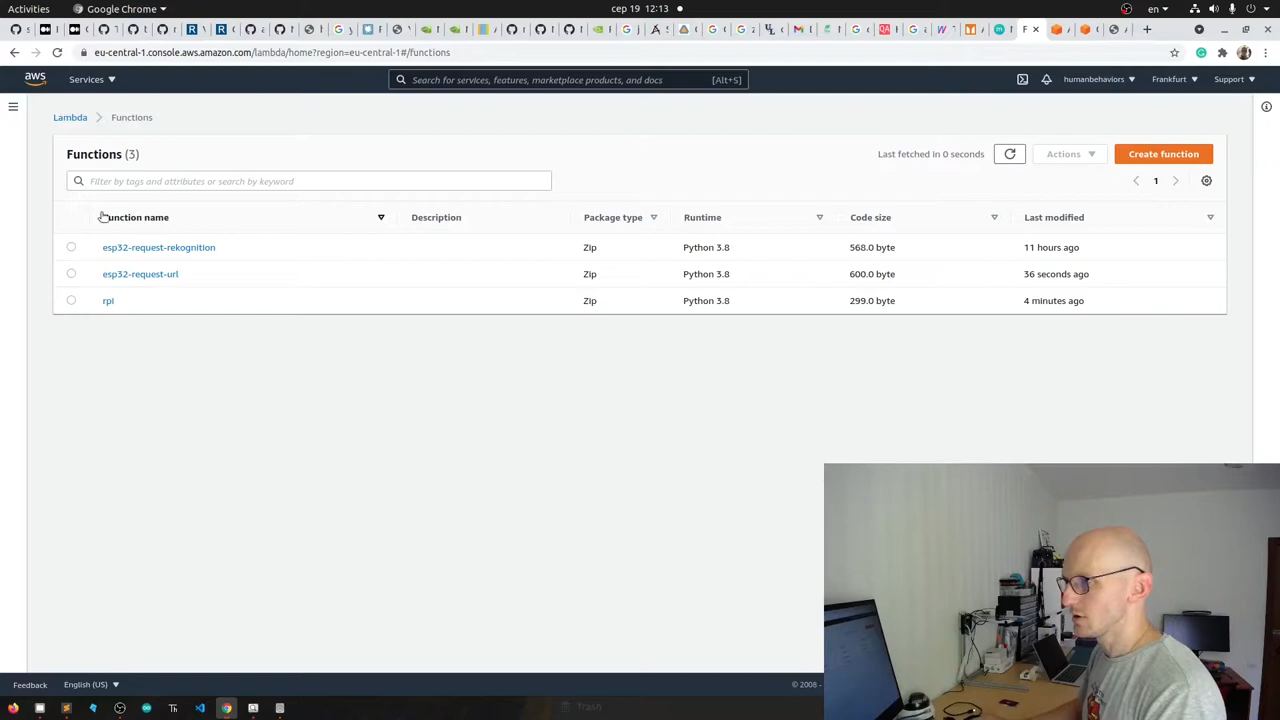 Activities
Google Chrome
сер 19 12:13
en
eu-central-1.console.aws.amazon.com/lambda/home?region=eu-central-1#/functions
aws
Services
Search for services, features, marketplace products, and docs
[Alt+S]
humanbehaviors
Frankfurt
Support
Lambda
Functions
Functions (3)
Last fetched in 0 seconds
Actions
Create function
Filter by tags and attributes or search by keyword
1
unction name
Description
Package type
Runtime
Code size
Last modified
esp32-request-rekognition
Zip
Python 3.8
568.0 byte
11 hours ago
esp32-request-url
Zip
Python 3.8
600.0 byte
36 seconds ago
rpi
Zip
Python 3.8
299.0 byte
4 minutes ago
Feedback
English (US)
© 2008 -
Trash